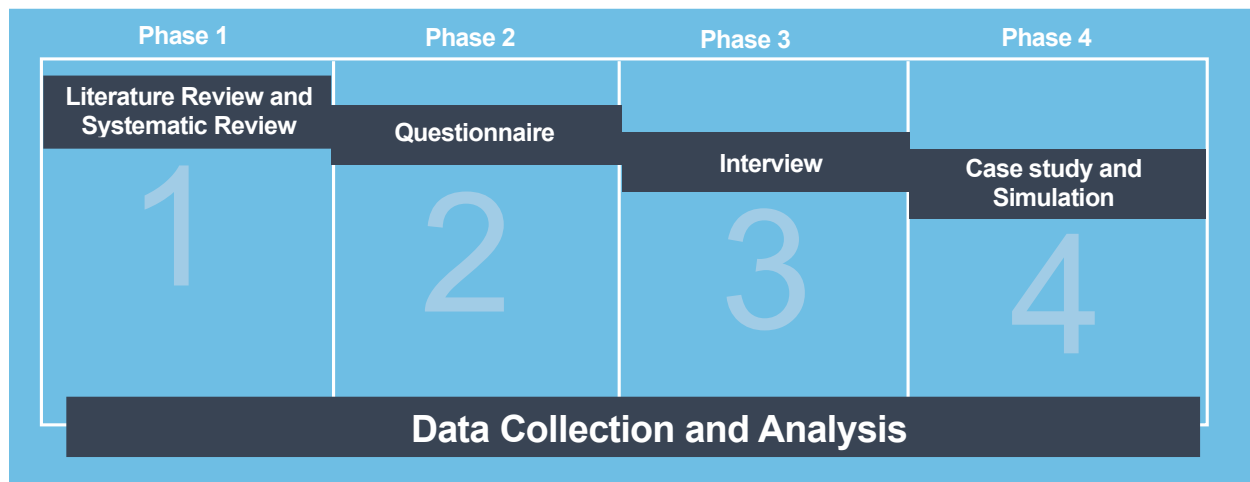 Phase 1
Phase 2
Phase 3
Phase 4
Literature Review and
Systematic Review
Questionnaire
Interview
Case study and
Simulation
1
2
3
4
Data Collection and Analysis